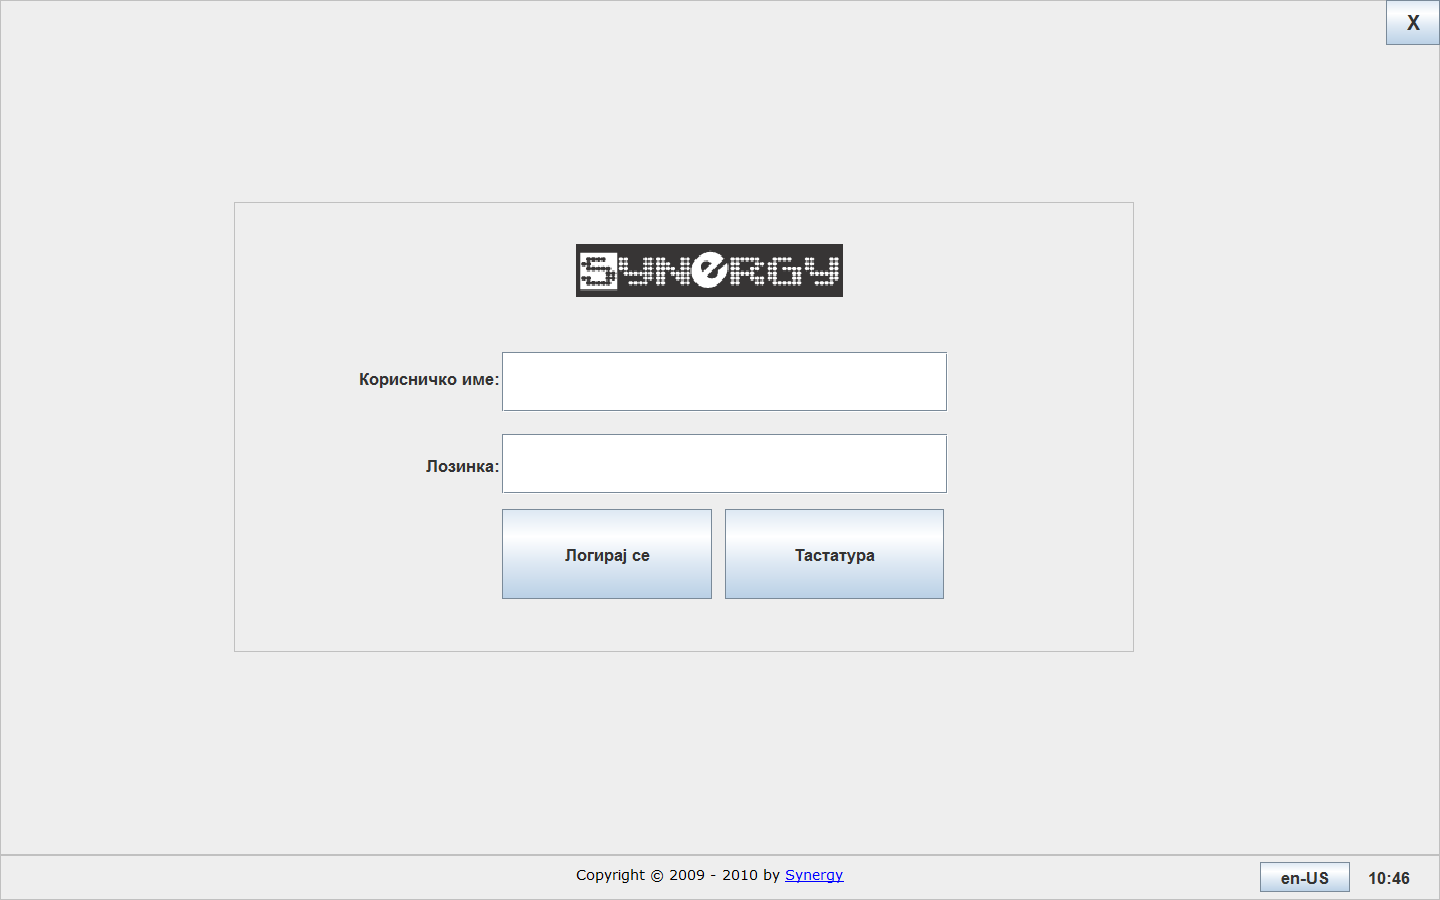 X
SYNeRGY
Корисничко име:
Лозинка:
Логирај се Тастатура
Copyright © 2009 - 2010 by Synergy en-US 10:46